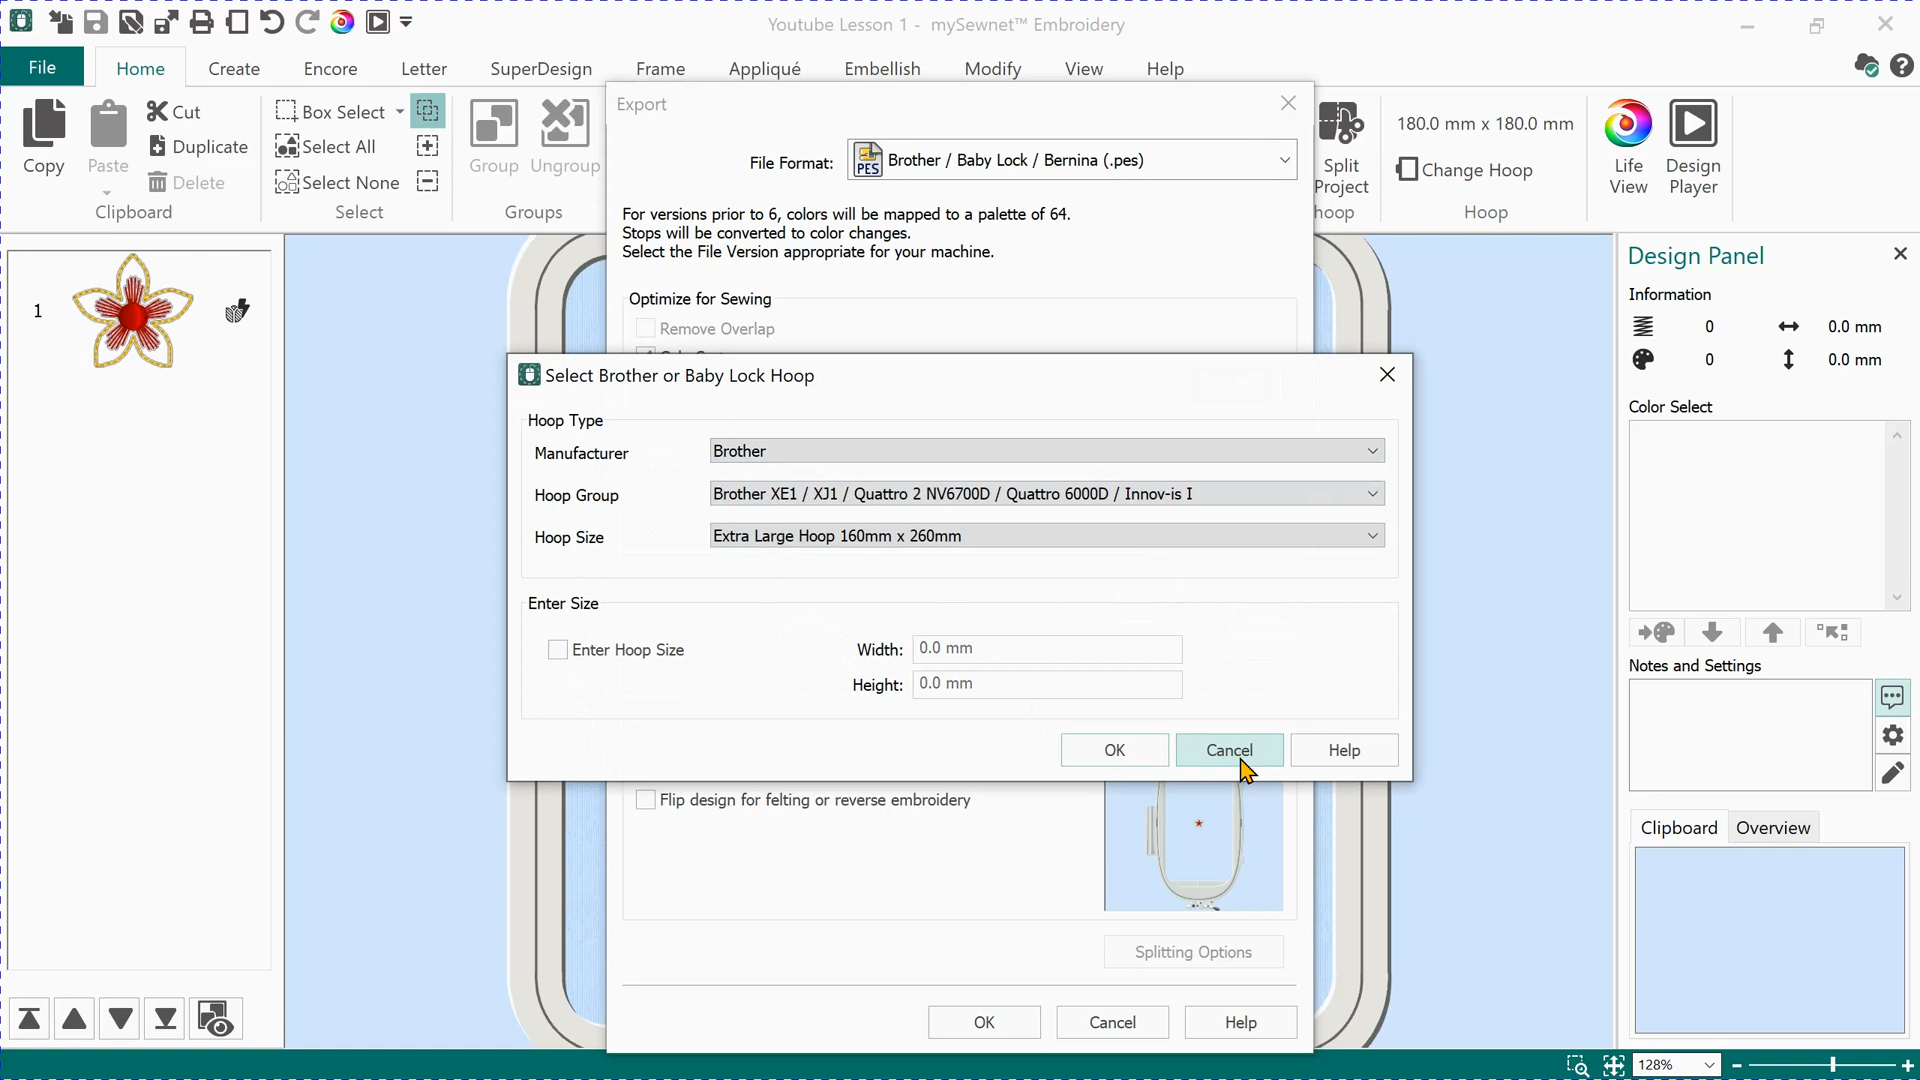 Youtube Lesson 1 - mySewnet™ Embroidery
File
Home
Create
Encore
Letter
SuperDesign
Frame
Appliqué
Embellish
Modify
View
Help
Copy
Paste
Cut
Duplicate
Delete
Clipboard
Box Select
Select All
Select None
Select
Group
Ungroup
Groups
Split
Project
hoop
180.0 mm x 180.0 mm
Change Hoop
Hoop
Life
View
Design
Player
Export
File Format:
PES
Brother / Baby Lock / Bernina (.pes)
For versions prior to 6, colors will be mapped to a palette of 64.
Stops will be converted to color changes.
Select the File Version appropriate for your machine.
Optimize for Sewing
Remove Overlap
1
Select Brother or Baby Lock Hoop
Hoop Type
Manufacturer
Brother
Hoop Group
Brother XE1 / XJ1 / Quattro 2 NV6700D / Quattro 6000D / Innov-is I
Hoop Size
Extra Large Hoop 160mm x 260mm
Enter Size
Enter Hoop Size
Width:
0.0 mm
Height:
0.0 mm
OK
Cancel
Help
Flip design for felting or reverse embroidery
Splitting Options
OK
Cancel
Help
Design Panel
Information
0
0.0 mm
0
0.0 mm
Color Select
Notes and Settings
Clipboard
Overview
128%